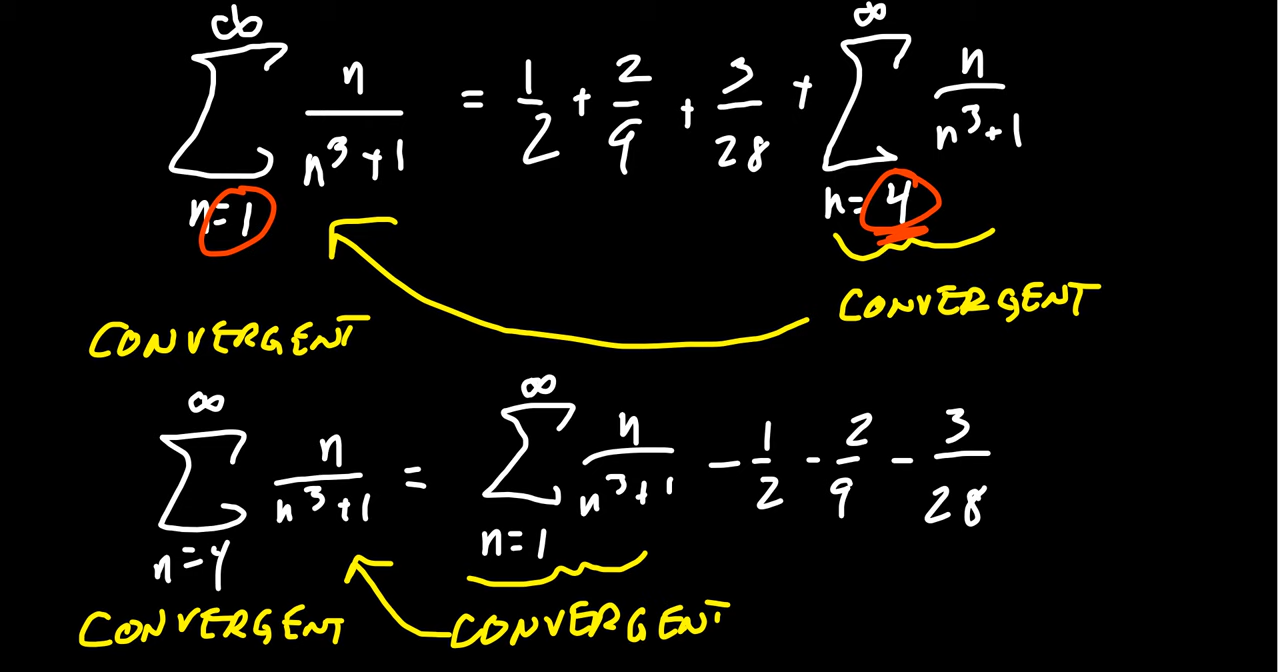 ∞ ∞
∑ n/(n³+1) = 1/2 + 2/9 + 3/28 + ∑ n/(n³+1)
n=1 n=4
CONVERGENT
CONVERGENT
∞ ∞
∑ n/(n³+1) = ∑ n/(n³+1) - 1/2 - 2/9 - 3/28
n=4 n=1
CONVERGENT CONVERGENT